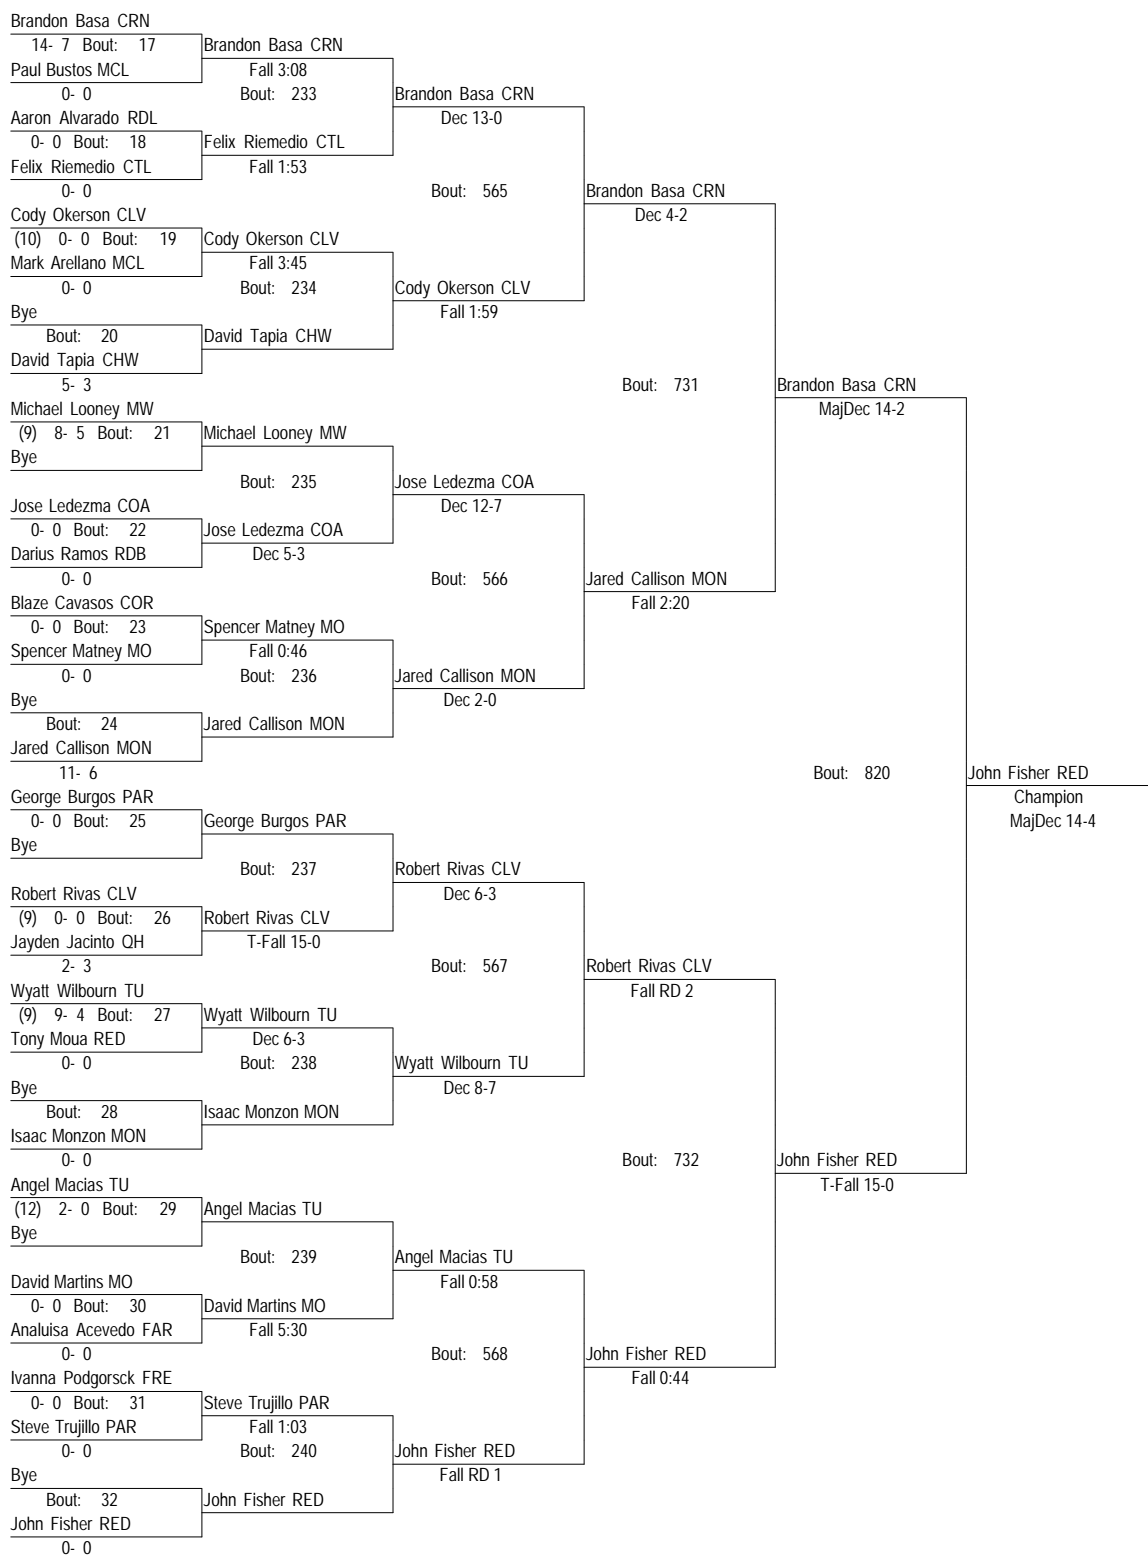 Brandon Basa CRN
14- 7 Bout: 17 Brandon Basa CRN
Paul Bustos MCL Fall 3:08
0- 0 Bout: 233 Brandon Basa CRN
Aaron Alvarado RDL Dec 13-0
0- 0 Bout: 18 Felix Riemedio CTL
Felix Riemedio CTL Fall 1:53
0- 0 Bout: 565 Brandon Basa CRN
Cody Okerson CLV Dec 4-2
(10) 0- 0 Bout: 19 Cody Okerson CLV
Mark Arellano MCL Fall 3:45
0- 0 Bout: 234 Cody Okerson CLV
Bye Fall 1:59
Bout: 20 David Tapia CHW
David Tapia CHW
5- 3 Bout: 731 Brandon Basa CRN
Michael Looney MW MajDec 14-2
(9) 8- 5 Bout: 21 Michael Looney MW
Bye
Bout: 235 Jose Ledezma COA
Jose Ledezma COA Dec 12-7
0- 0 Bout: 22 Jose Ledezma COA
Darius Ramos RDB Dec 5-3
0- 0 Bout: 566 Jared Callison MON
Blaze Cavasos COR Fall 2:20
0- 0 Bout: 23 Spencer Matney MO
Spencer Matney MO Fall 0:46
0- 0 Bout: 236 Jared Callison MON
Bye Dec 2-0
Bout: 24 Jared Callison MON
Jared Callison MON
11- 6 Bout: 820 John Fisher RED
George Burgos PAR Champion
0- 0 Bout: 25 George Burgos PAR MajDec 14-4
Bye
Bout: 237 Robert Rivas CLV
Robert Rivas CLV Dec 6-3
(9) 0- 0 Bout: 26 Robert Rivas CLV
Jayden Jacinto QH T-Fall 15-0
2- 3 Bout: 567 Robert Rivas CLV
Wyatt Wilbourn TU Fall RD 2
(9) 9- 4 Bout: 27 Wyatt Wilbourn TU
Tony Moua RED Dec 6-3
0- 0 Bout: 238 Wyatt Wilbourn TU
Bye Dec 8-7
Bout: 28 Isaac Monzon MON
Isaac Monzon MON
0- 0 Bout: 732 John Fisher RED
Angel Macias TU T-Fall 15-0
(12) 2- 0 Bout: 29 Angel Macias TU
Bye
Bout: 239 Angel Macias TU
David Martins MO Fall 0:58
0- 0 Bout: 30 David Martins MO
Analuisa Acevedo FAR Fall 5:30
0- 0 Bout: 568 John Fisher RED
Ivanna Podgorsck FRE Fall 0:44
0- 0 Bout: 31 Steve Trujillo PAR
Steve Trujillo PAR Fall 1:03
0- 0 Bout: 240 John Fisher RED
Bye Fall RD 1
Bout: 32 John Fisher RED
John Fisher RED
0- 0